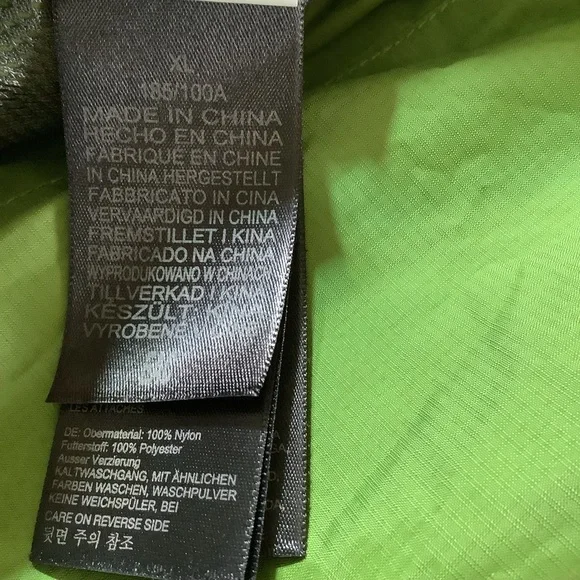 XL
185/100A
MADE IN CHINA
HECHO EN CHINA
FABRIQUE EN CHINE
IN CHINA HERGESTELLT
FABBRICATO IN CINA
VERVAARDIGD IN CHINA
FREMSTILLET I KINA
FABRICADO NA CHINA
WYPRODUKOWANO W CHINACH
TILLVERKAD I KINA
KÉSZÜLT: KÍNA
VYROBENE
LES ATTACHES
DE: Obermaterial: 100% Nylon
Futterstoff: 100% Polyester
Ausser Verzierung
KALTWASCHGANG, MIT ÄHNLICHEN
FARBEN WASCHEN, WASCHPULVER
KEINE WEICHSPÜLER, BEI
CARE ON REVERSE SIDE
뒷면 주의 참조